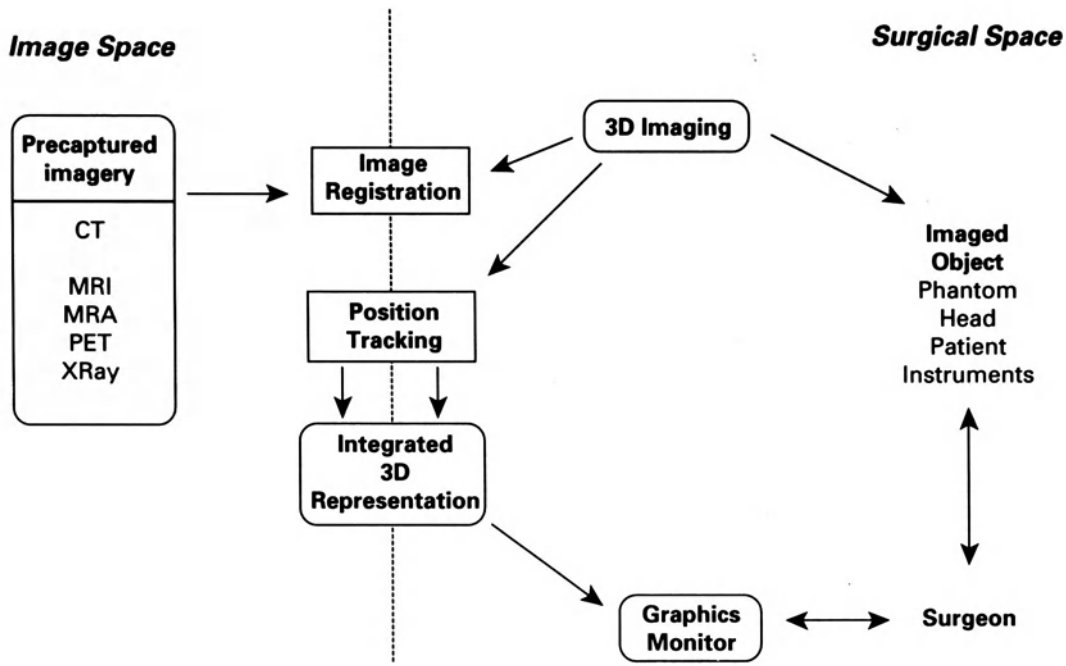 Image Space
Surgical Space
Precaptured
imagery
CT
MRI
MRA
PET
XRay
Image
Registration
3D Imaging
Position
Tracking
Imaged
Object
Phantom
Head
Patient
Instruments
Integrated
3D
Representation
Graphics
Monitor
Surgeon